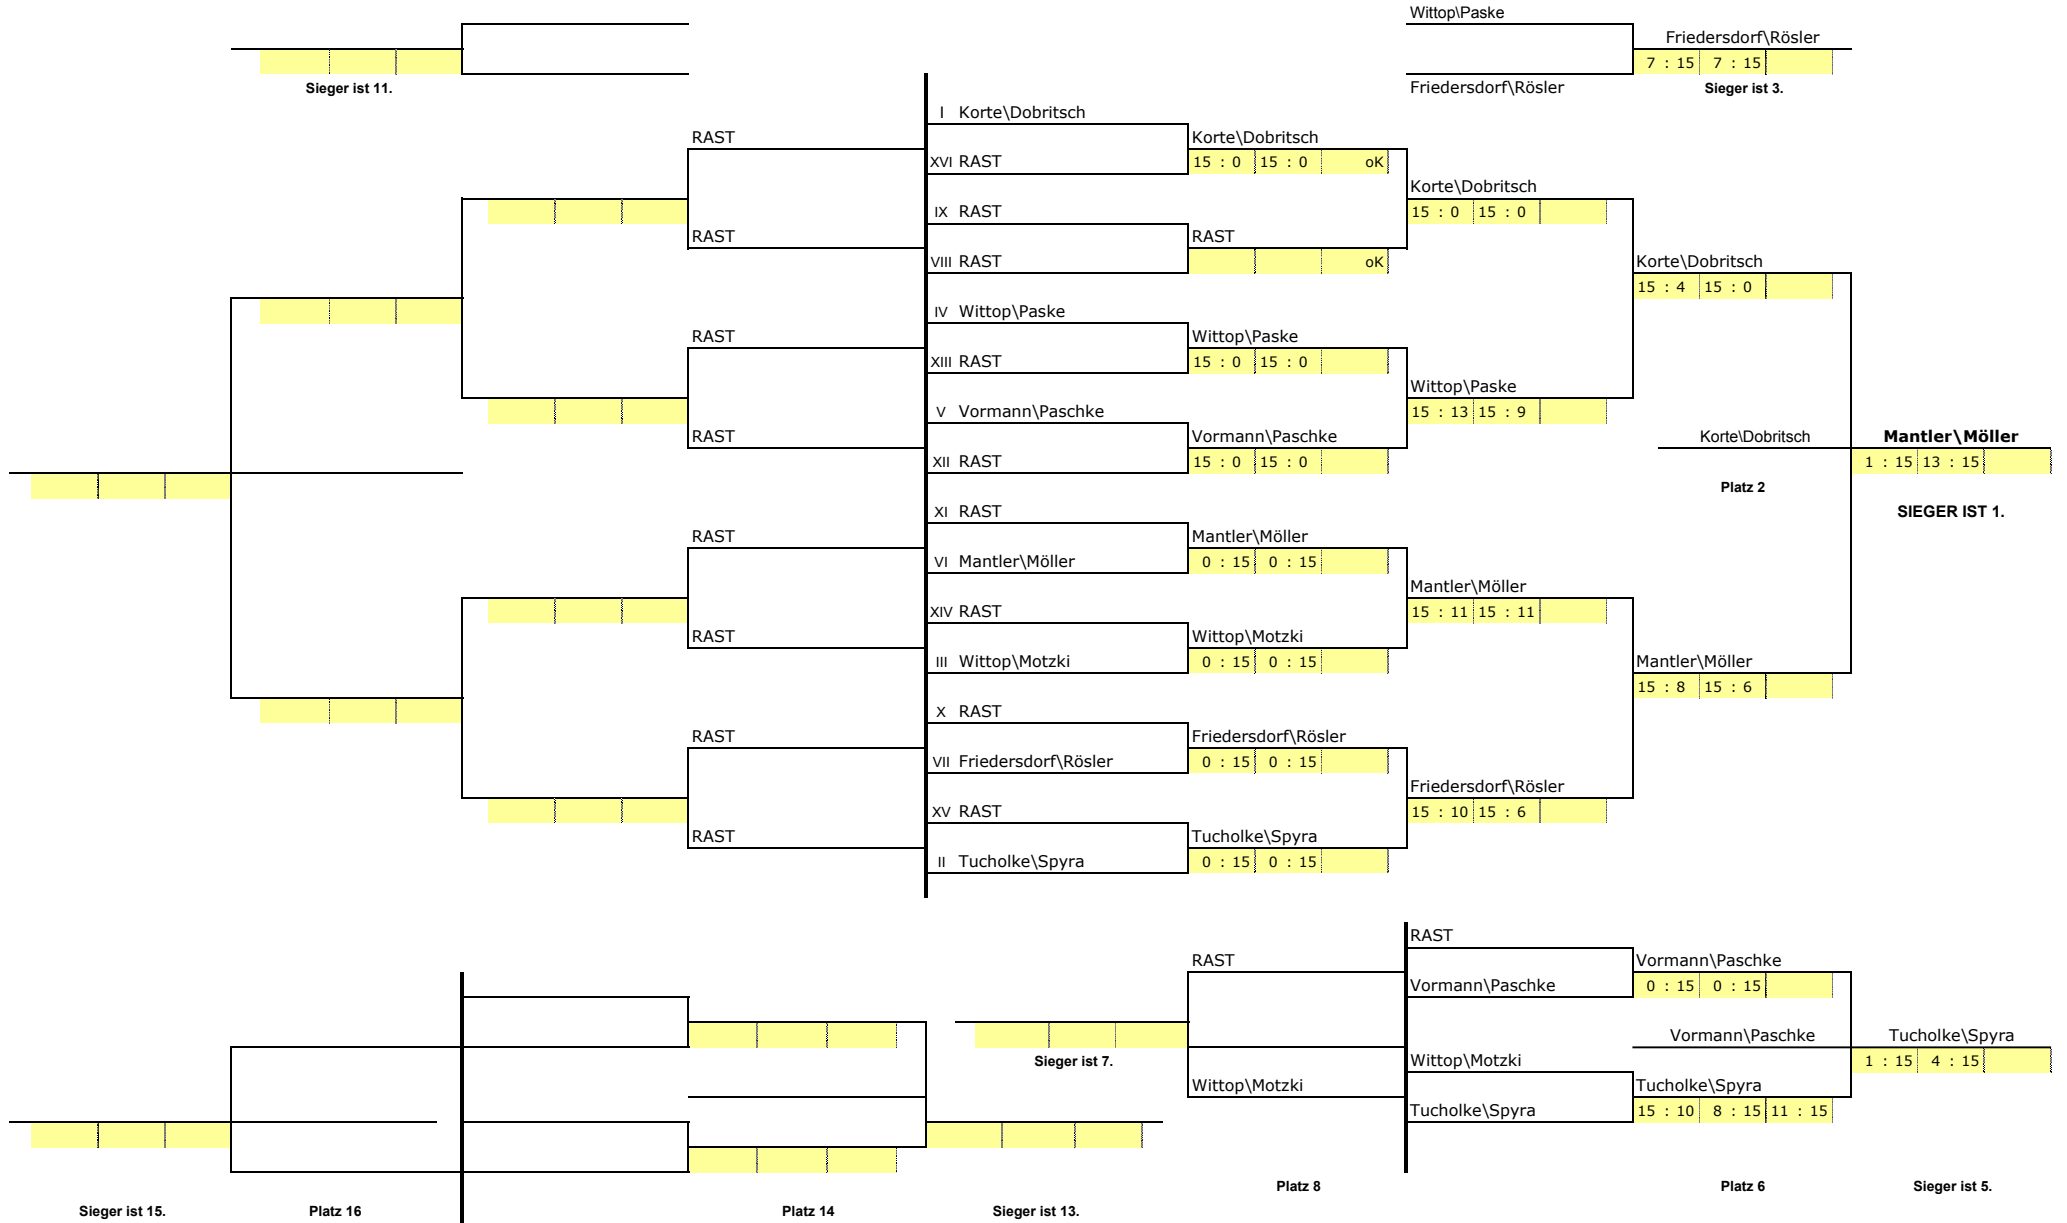 Wittop\Paske
Friedersdorf\Rösler
7 : 15 7 : 15
Sieger ist 11.
Friedersdorf\Rösler
Sieger ist 3.
I Korte\Dobritsch
RAST
Korte\Dobritsch
XVI RAST
15 : 0 15 : 0 oK
Korte\Dobritsch
IX RAST
15 : 0 15 : 0
RAST
RAST
VIII RAST
oK
Korte\Dobritsch
15 : 4 15 : 0
IV Wittop\Paske
RAST
Wittop\Paske
XIII RAST
15 : 0 15 : 0
Wittop\Paske
V Vormann\Paschke
15 : 13 15 : 9
RAST
Vormann\Paschke
Korte\Dobritsch
Mantler\Möller
XII RAST
15 : 0 15 : 0
1 : 15 13 : 15
Platz 2
XI RAST
SIEGER IST 1.
RAST
Mantler\Möller
VI Mantler\Möller
0 : 15 0 : 15
Mantler\Möller
XIV RAST
15 : 11 15 : 11
RAST
Wittop\Motzki
III Wittop\Motzki
0 : 15 0 : 15
Mantler\Möller
15 : 8 15 : 6
X RAST
RAST
Friedersdorf\Rösler
VII Friedersdorf\Rösler
0 : 15 0 : 15
Friedersdorf\Rösler
XV RAST
15 : 10 15 : 6
RAST
Tucholke\Spyra
II Tucholke\Spyra
0 : 15 0 : 15
RAST
RAST
Vormann\Paschke
Vormann\Paschke
0 : 15 0 : 15
Vormann\Paschke
Tucholke\Spyra
Sieger ist 7.
Wittop\Motzki
1 : 15 4 : 15
Wittop\Motzki
Tucholke\Spyra
Tucholke\Spyra
15 : 10 8 : 15 11 : 15
Platz 8
Platz 6
Sieger ist 5.
Sieger ist 15.
Platz 16
Platz 14
Sieger ist 13.